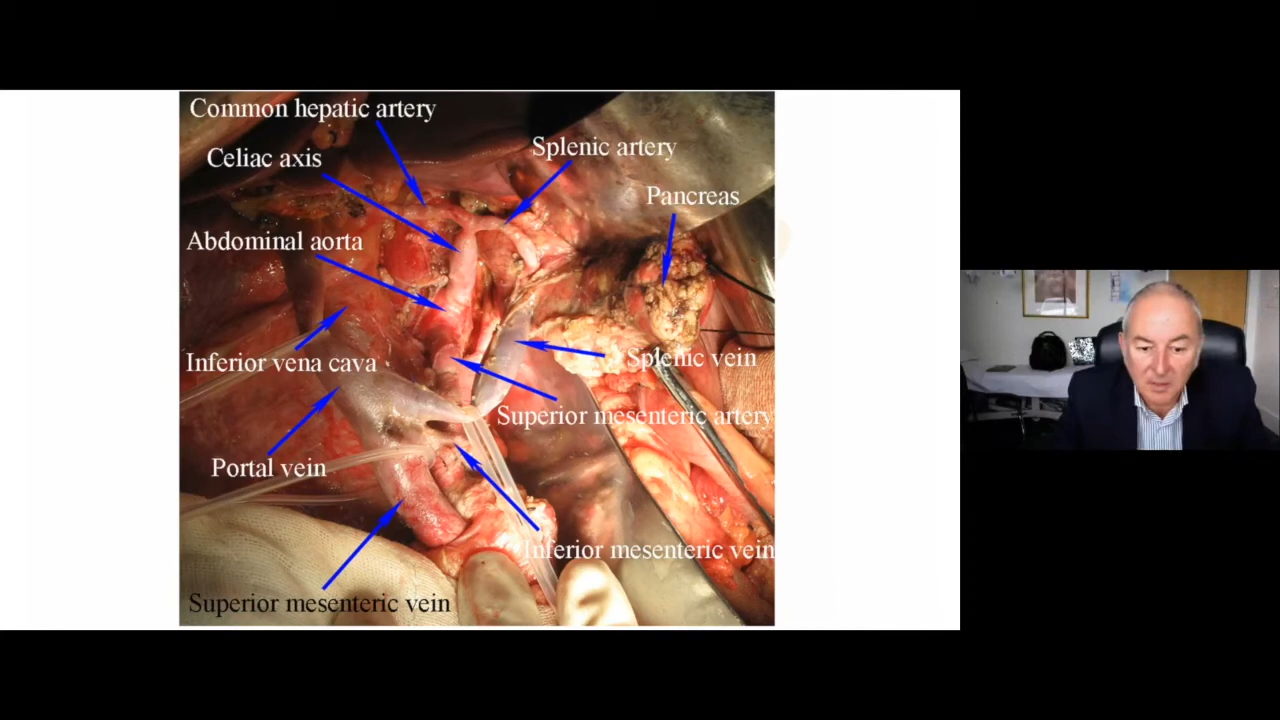 Common hepatic artery
Celiac axis
Splenic artery
Pancreas
Abdominal aorta
Inferior vena cava
Splenic vein
Superior mesenteric artery
Portal vein
Inferior mesenteric vein
Superior mesenteric vein